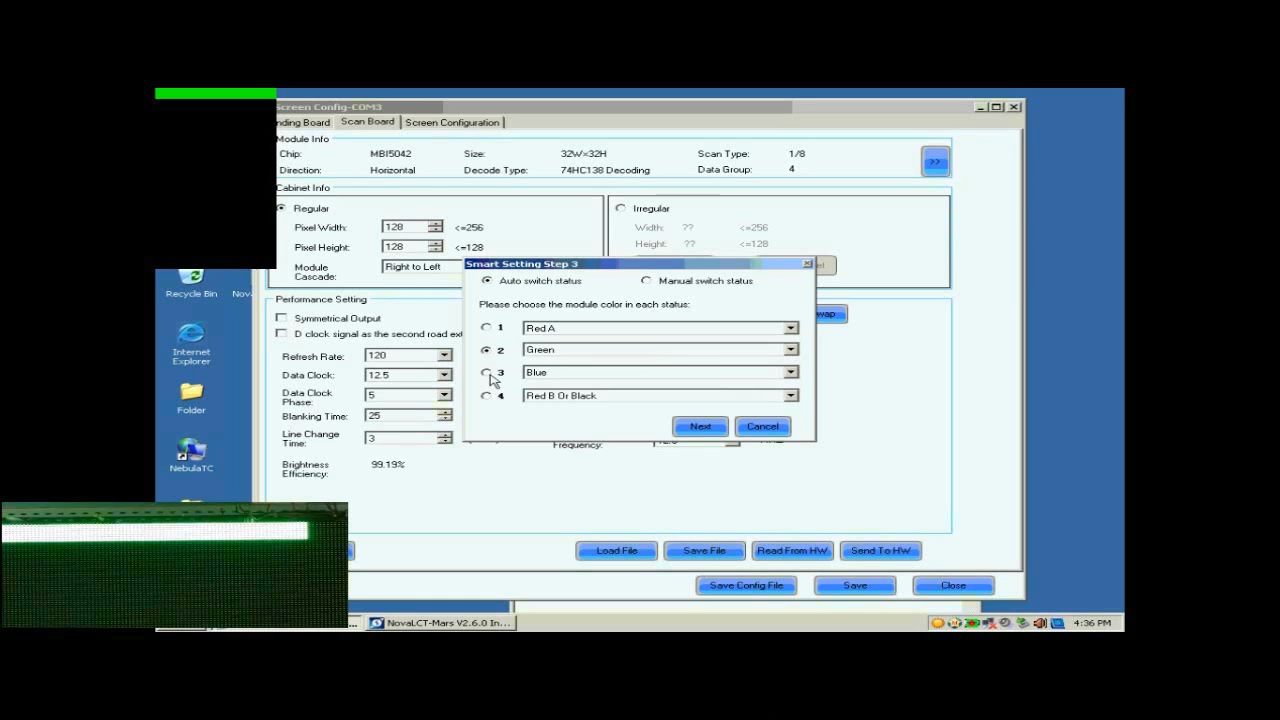 Screen Config-COM3
nding Board Scan Board Screen Configuration
Module Info
Chip: MBI5042 Size: 32W×32H Scan Type: 1/8
>>
Direction: Horizontal Decode Type: 74HC138 Decoding Data Group: 4
Cabinet Info
Regular Irregular
Pixel Width: 128 <=256 Width: ?? <=256
Pixel Height: 128 <=128 Height: ?? <=128
Module Cascade: Right to Left
Smart Setting Step 3
Auto switch status Manual switch status
Please choose the module color in each status:
1 Red A
2 Green
3 Blue
4 Red B Or Black
Next Cancel
Performance Setting
Symmetrical Output
wap
D clock signal as the second road ext
Refresh Rate: 120
Data Clock: 12.5
Data Clock Phase: 5
Blanking Time: 25
Line Change Time: 3
Frequency:
Brightness Efficiency: 99.19%
Load File Save File Read From HW Send To HW
Save Config File Save Close
Recycle Bin Nov
Internet
Explorer
Folder
NebulaTC
... NovaLCT-Mars V2.6.0 In... 4:36 PM